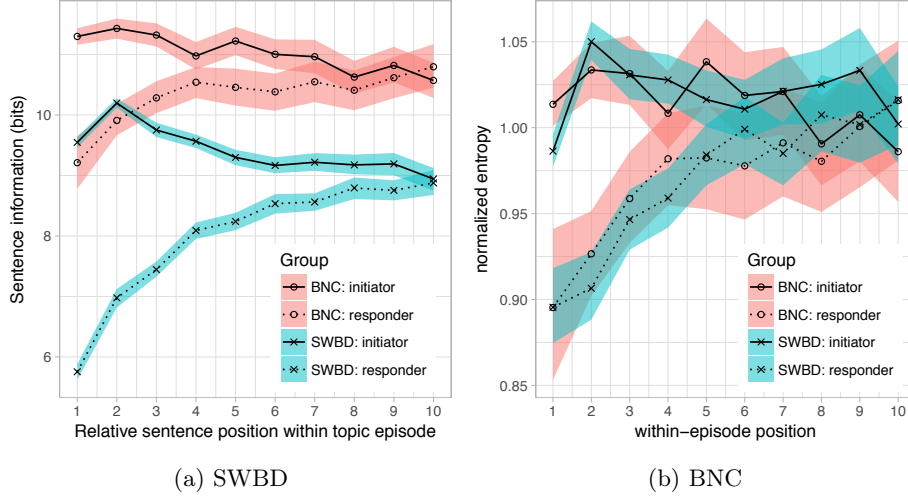 Sentence information (bits)
10
8
6
Group
BNC: initiator
BNC: responder
SWBD: initiator
SWBD: responder
1 2 3 4 5 6 7 8 9 10
Relative sentence position within topic episode
(a) SWBD
normalized entropy
1.05
1.00
0.95
0.90
0.85
Group
BNC: initiator
BNC: responder
SWBD: initiator
SWBD: responder
1 2 3 4 5 6 7 8 9 10
within−episode position
(b) BNC